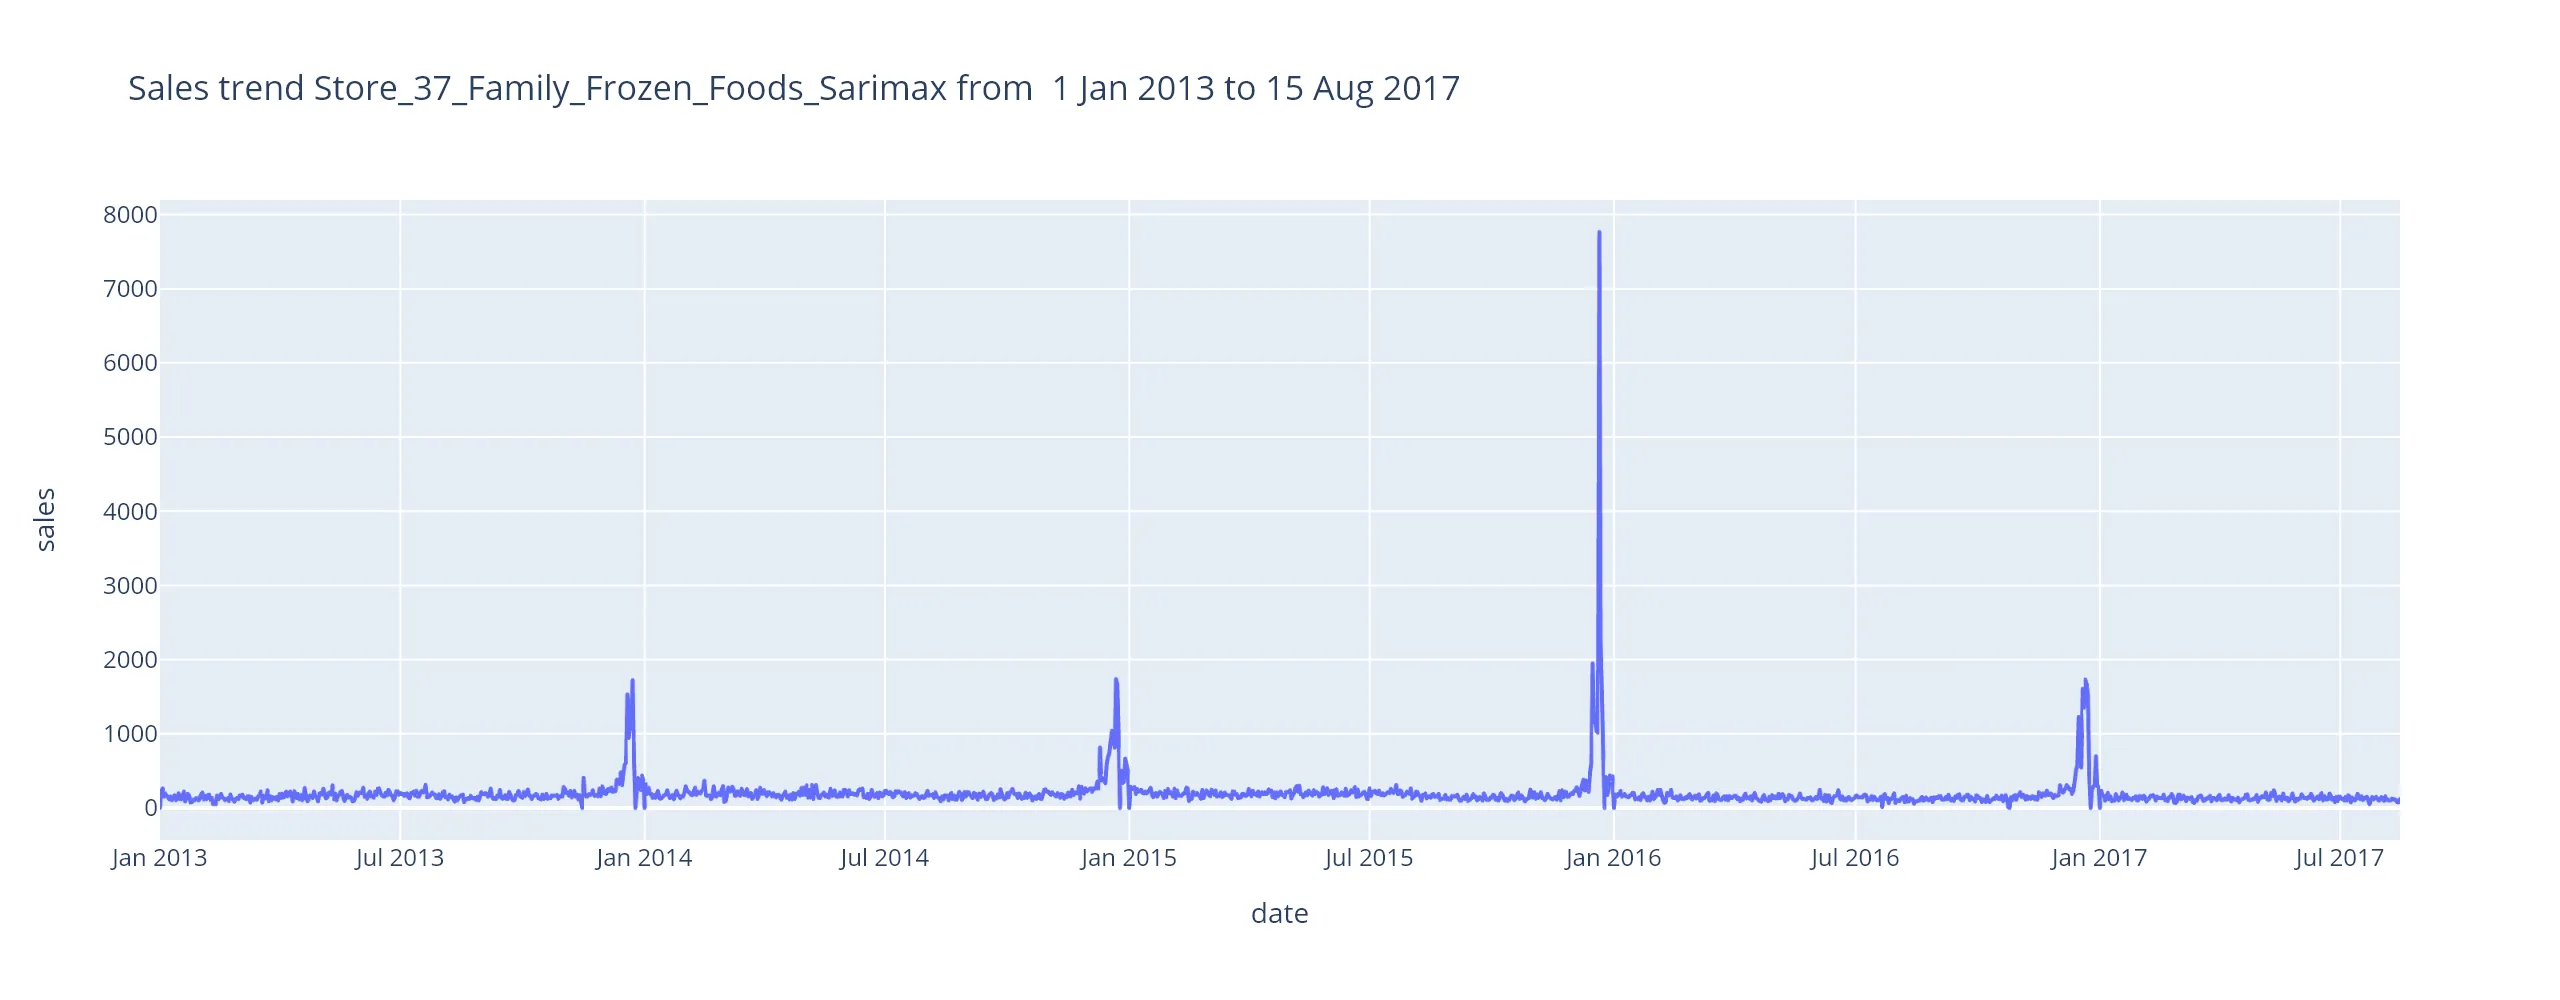 Sales trend Store_37_Family_Frozen_Foods_Sarimax from  1 Jan 2013 to 15 Aug 2017
8000
7000
6000
5000
4000
3000
2000
1000
0
sales
Jan 2013 Jul 2013 Jan 2014 Jul 2014 Jan 2015 Jul 2015 Jan 2016 Jul 2016 Jan 2017 Jul 2017
date